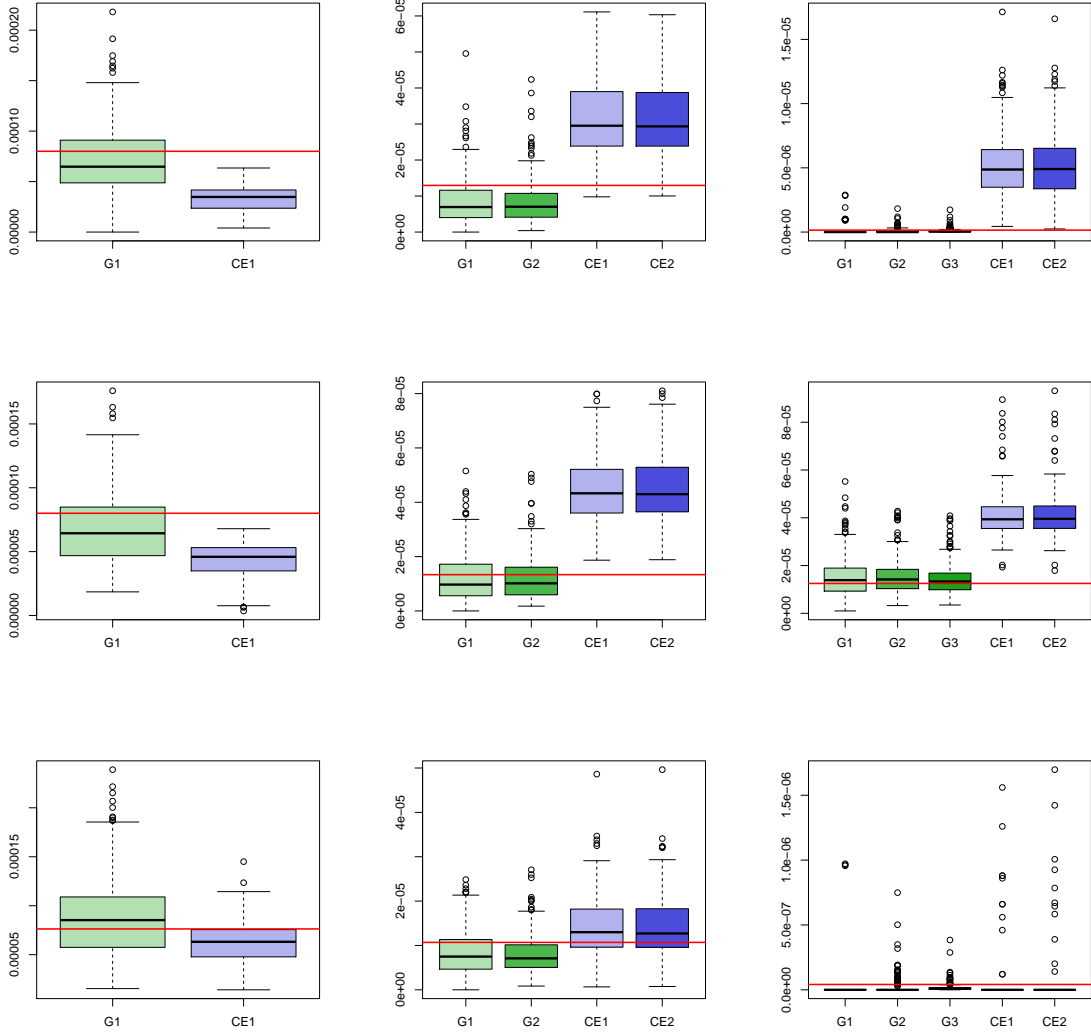 0.00000 0.00010 0.00020
G1 CE1
0e+00 2e-05 4e-05 6e-05
G1 G2 CE1 CE2
0.0e+00 5.0e-06 1.0e-05 1.5e-05
G1 G2 G3 CE1 CE2
0.00000 0.00005 0.00010 0.00015
G1 CE1
0e+00 2e-05 4e-05 6e-05 8e-05
G1 G2 CE1 CE2
0e+00 2e-05 4e-05 6e-05 8e-05
G1 G2 G3 CE1 CE2
0.00005 0.00015
G1 CE1
0e+00 2e-05 4e-05
G1 G2 CE1 CE2
0.0e+00 5.0e-07 1.0e-06 1.5e-06
G1 G2 G3 CE1 CE2